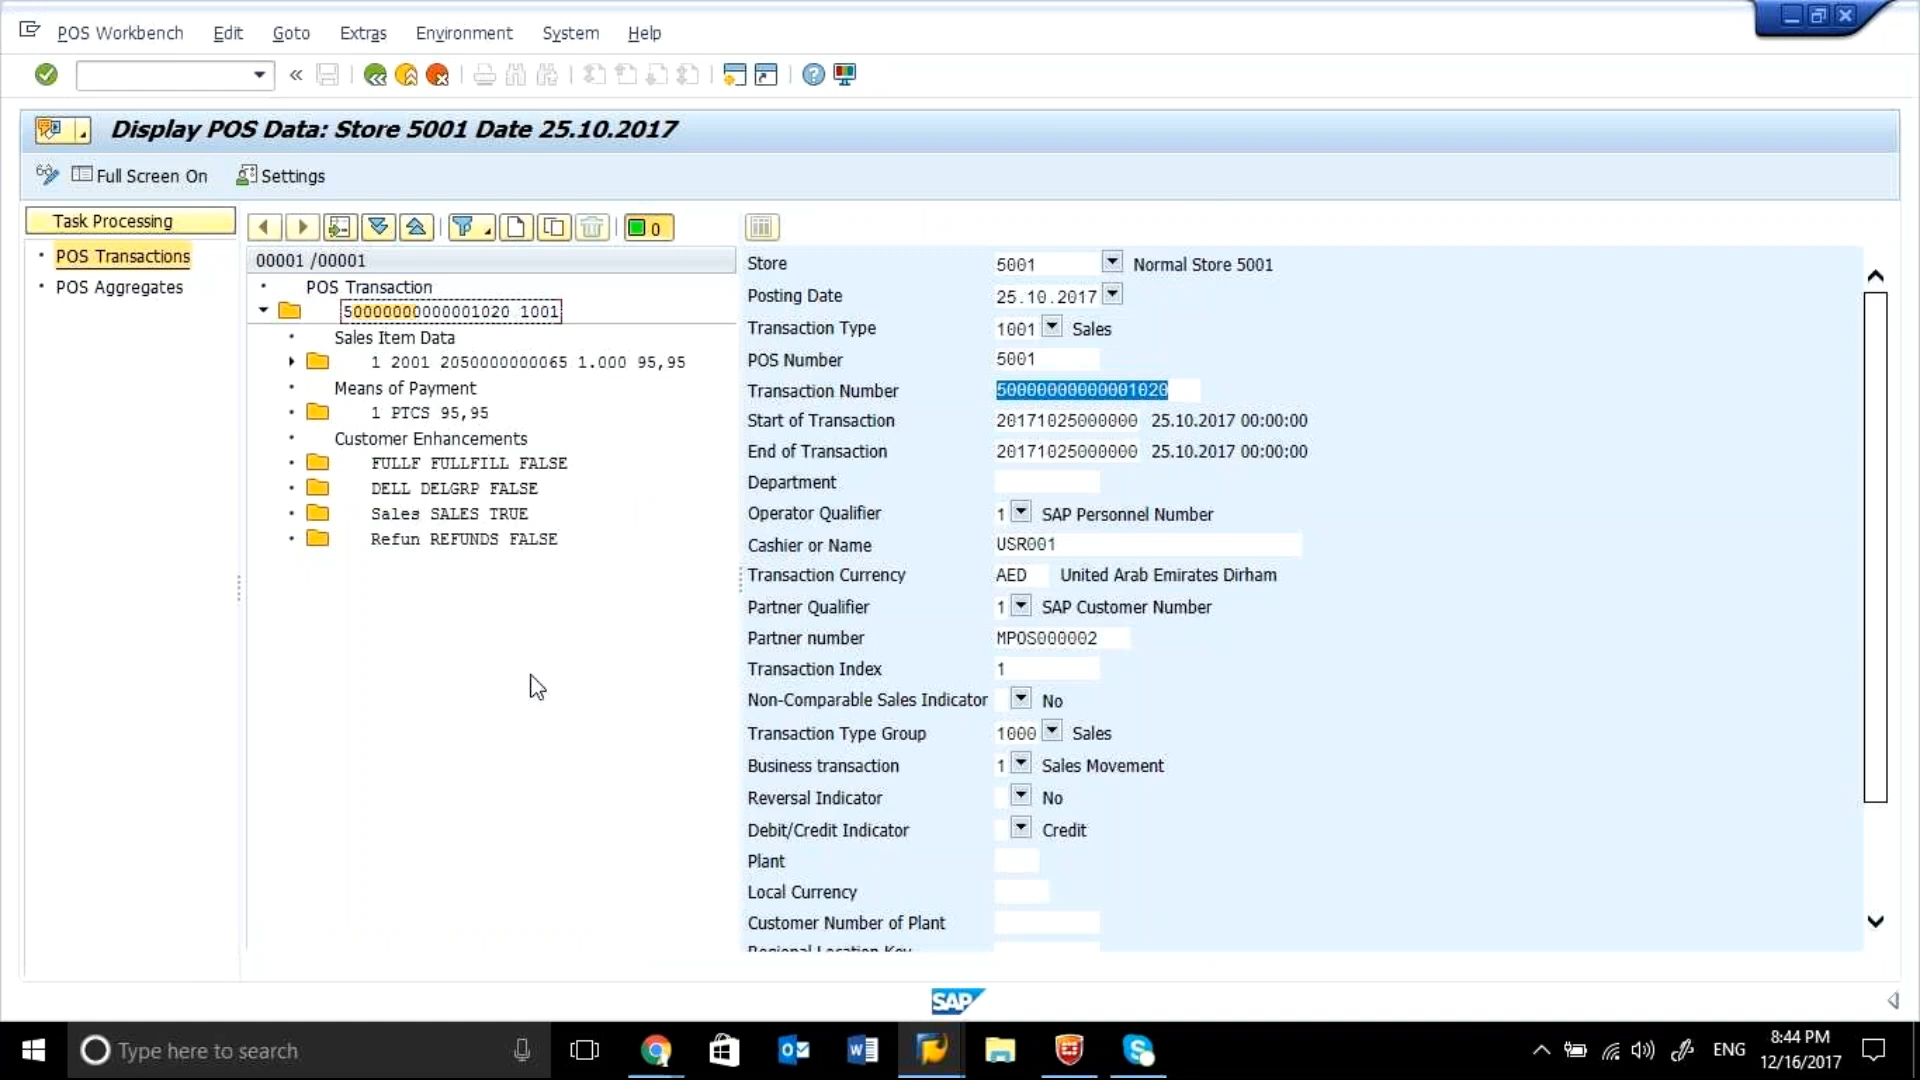 POS Workbench Edit Goto Extras Environment System Help
Display POS Data: Store 5001 Date 25.10.2017
Full Screen On Settings
Task Processing
POS Transactions
POS Aggregates
0
00001 /00001
POS Transaction
50000000000001020 1001
Sales Item Data
1 2001 2050000000065 1.000 95,95
Means of Payment
1 PTCS 95,95
Customer Enhancements
FULLF FULLFILL FALSE
DELL DELGRP FALSE
Sales SALES TRUE
Refun REFUNDS FALSE
Store 5001 Normal Store 5001
Posting Date 25.10.2017
Transaction Type 1001 Sales
POS Number 5001
Transaction Number 50000000000001020
Start of Transaction 20171025000000 25.10.2017 00:00:00
End of Transaction 20171025000000 25.10.2017 00:00:00
Department
Operator Qualifier 1 SAP Personnel Number
Cashier or Name USR001
Transaction Currency AED United Arab Emirates Dirham
Partner Qualifier 1 SAP Customer Number
Partner number MPOS000002
Transaction Index 1
Non-Comparable Sales Indicator No
Transaction Type Group 1000 Sales
Business transaction 1 Sales Movement
Reversal Indicator No
Debit/Credit Indicator Credit
Plant
Local Currency
Customer Number of Plant
Regional Location Key
SAP
Type here to search
ENG
8:44 PM
12/16/2017